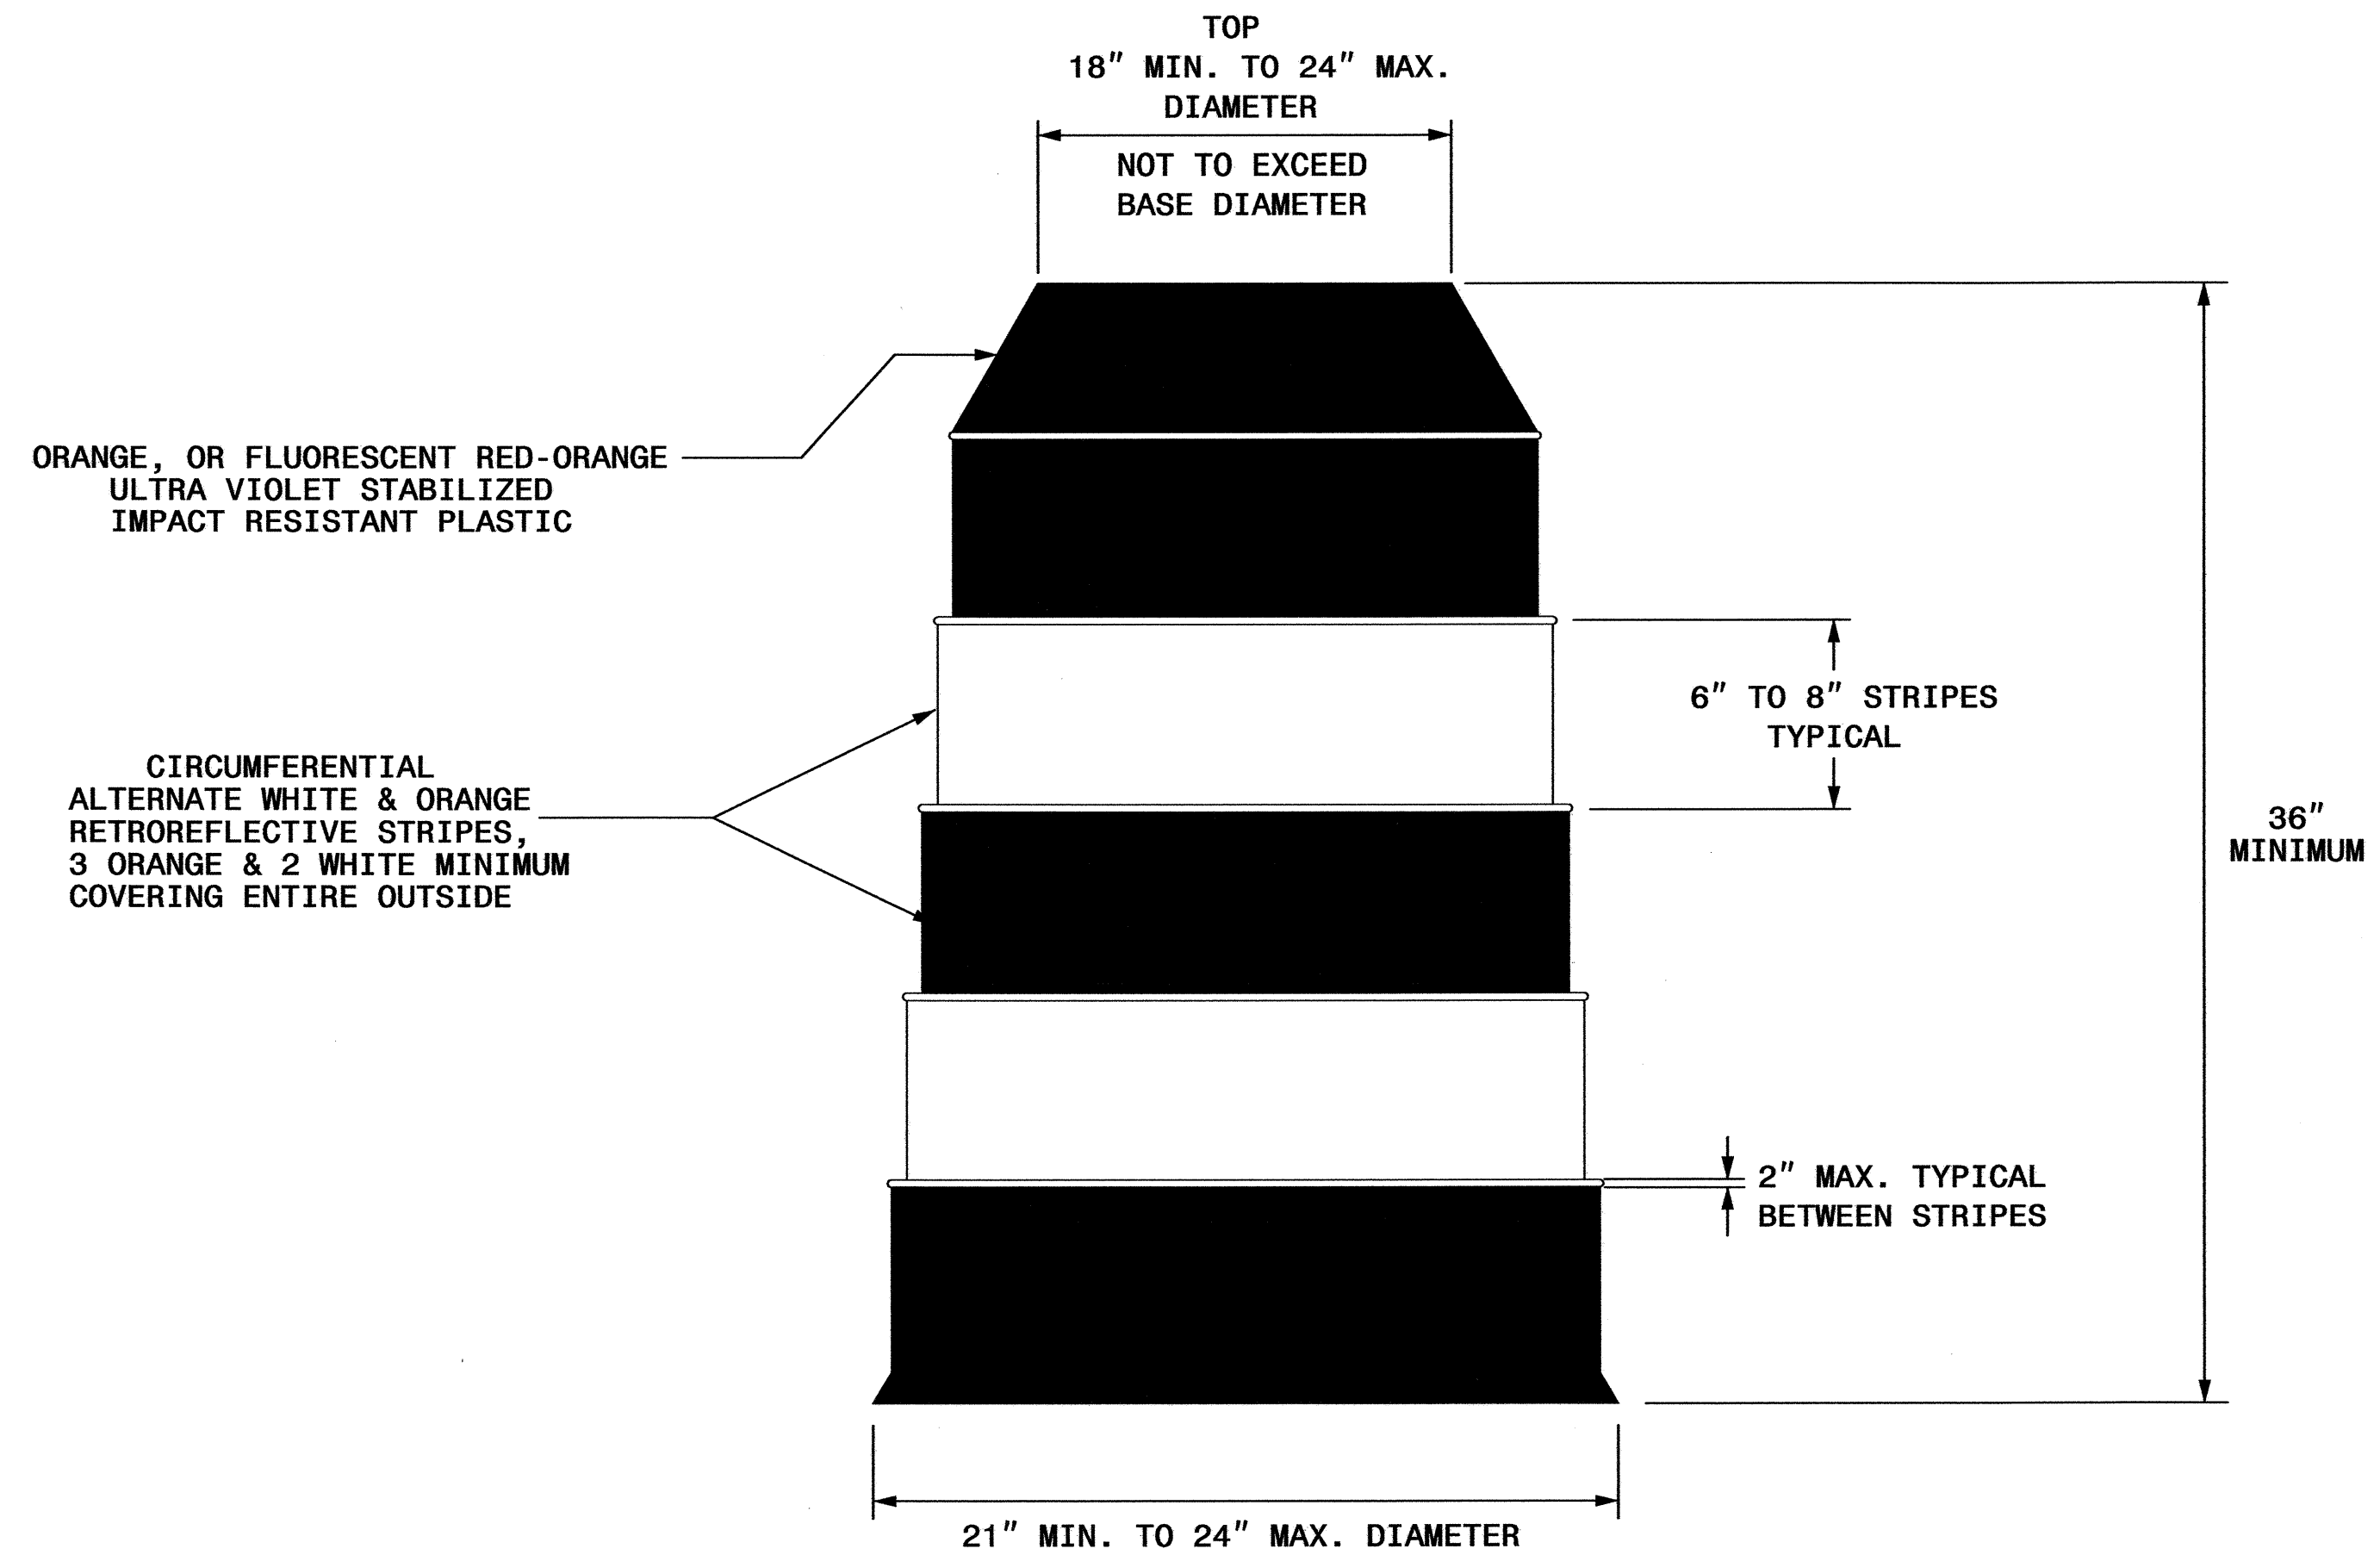 TOP
18" MIN. TO 24" MAX.
DIAMETER
NOT TO EXCEED
BASE DIAMETER
ORANGE, OR FLUORESCENT RED-ORANGE
ULTRA VIOLET STABILIZED
IMPACT RESISTANT PLASTIC
6" TO 8" STRIPES
TYPICAL
CIRCUMFERENTIAL
ALTERNATE WHITE & ORANGE
RETROREFLECTIVE STRIPES,
3 ORANGE & 2 WHITE MINIMUM
COVERING ENTIRE OUTSIDE
36"
MINIMUM
2" MAX. TYPICAL
BETWEEN STRIPES
21" MIN. TO 24" MAX. DIAMETER